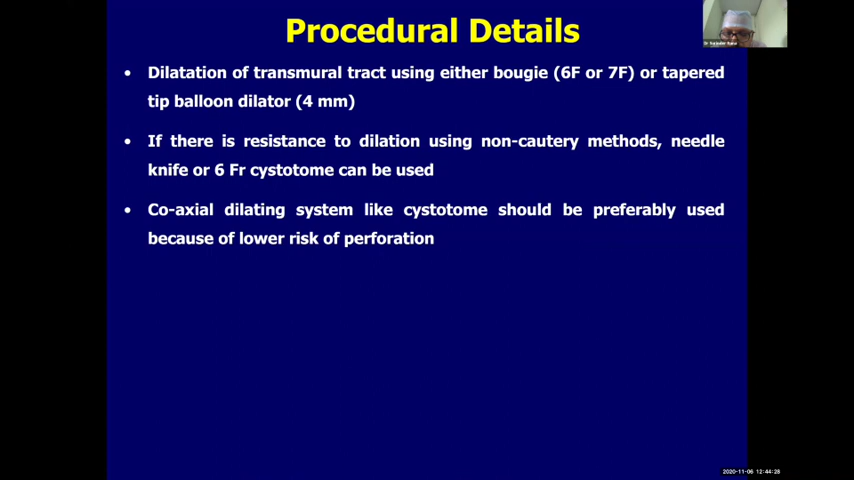 Procedural Details
• Dilatation of transmural tract using either bougie (6F or 7F) or tapered
tip balloon dilator (4 mm)
• If there is resistance to dilation using non-cautery methods, needle
knife or 6 Fr cystotome can be used
• Co-axial dilating system like cystotome should be preferably used
because of lower risk of perforation
2020-11-06 12:44:28